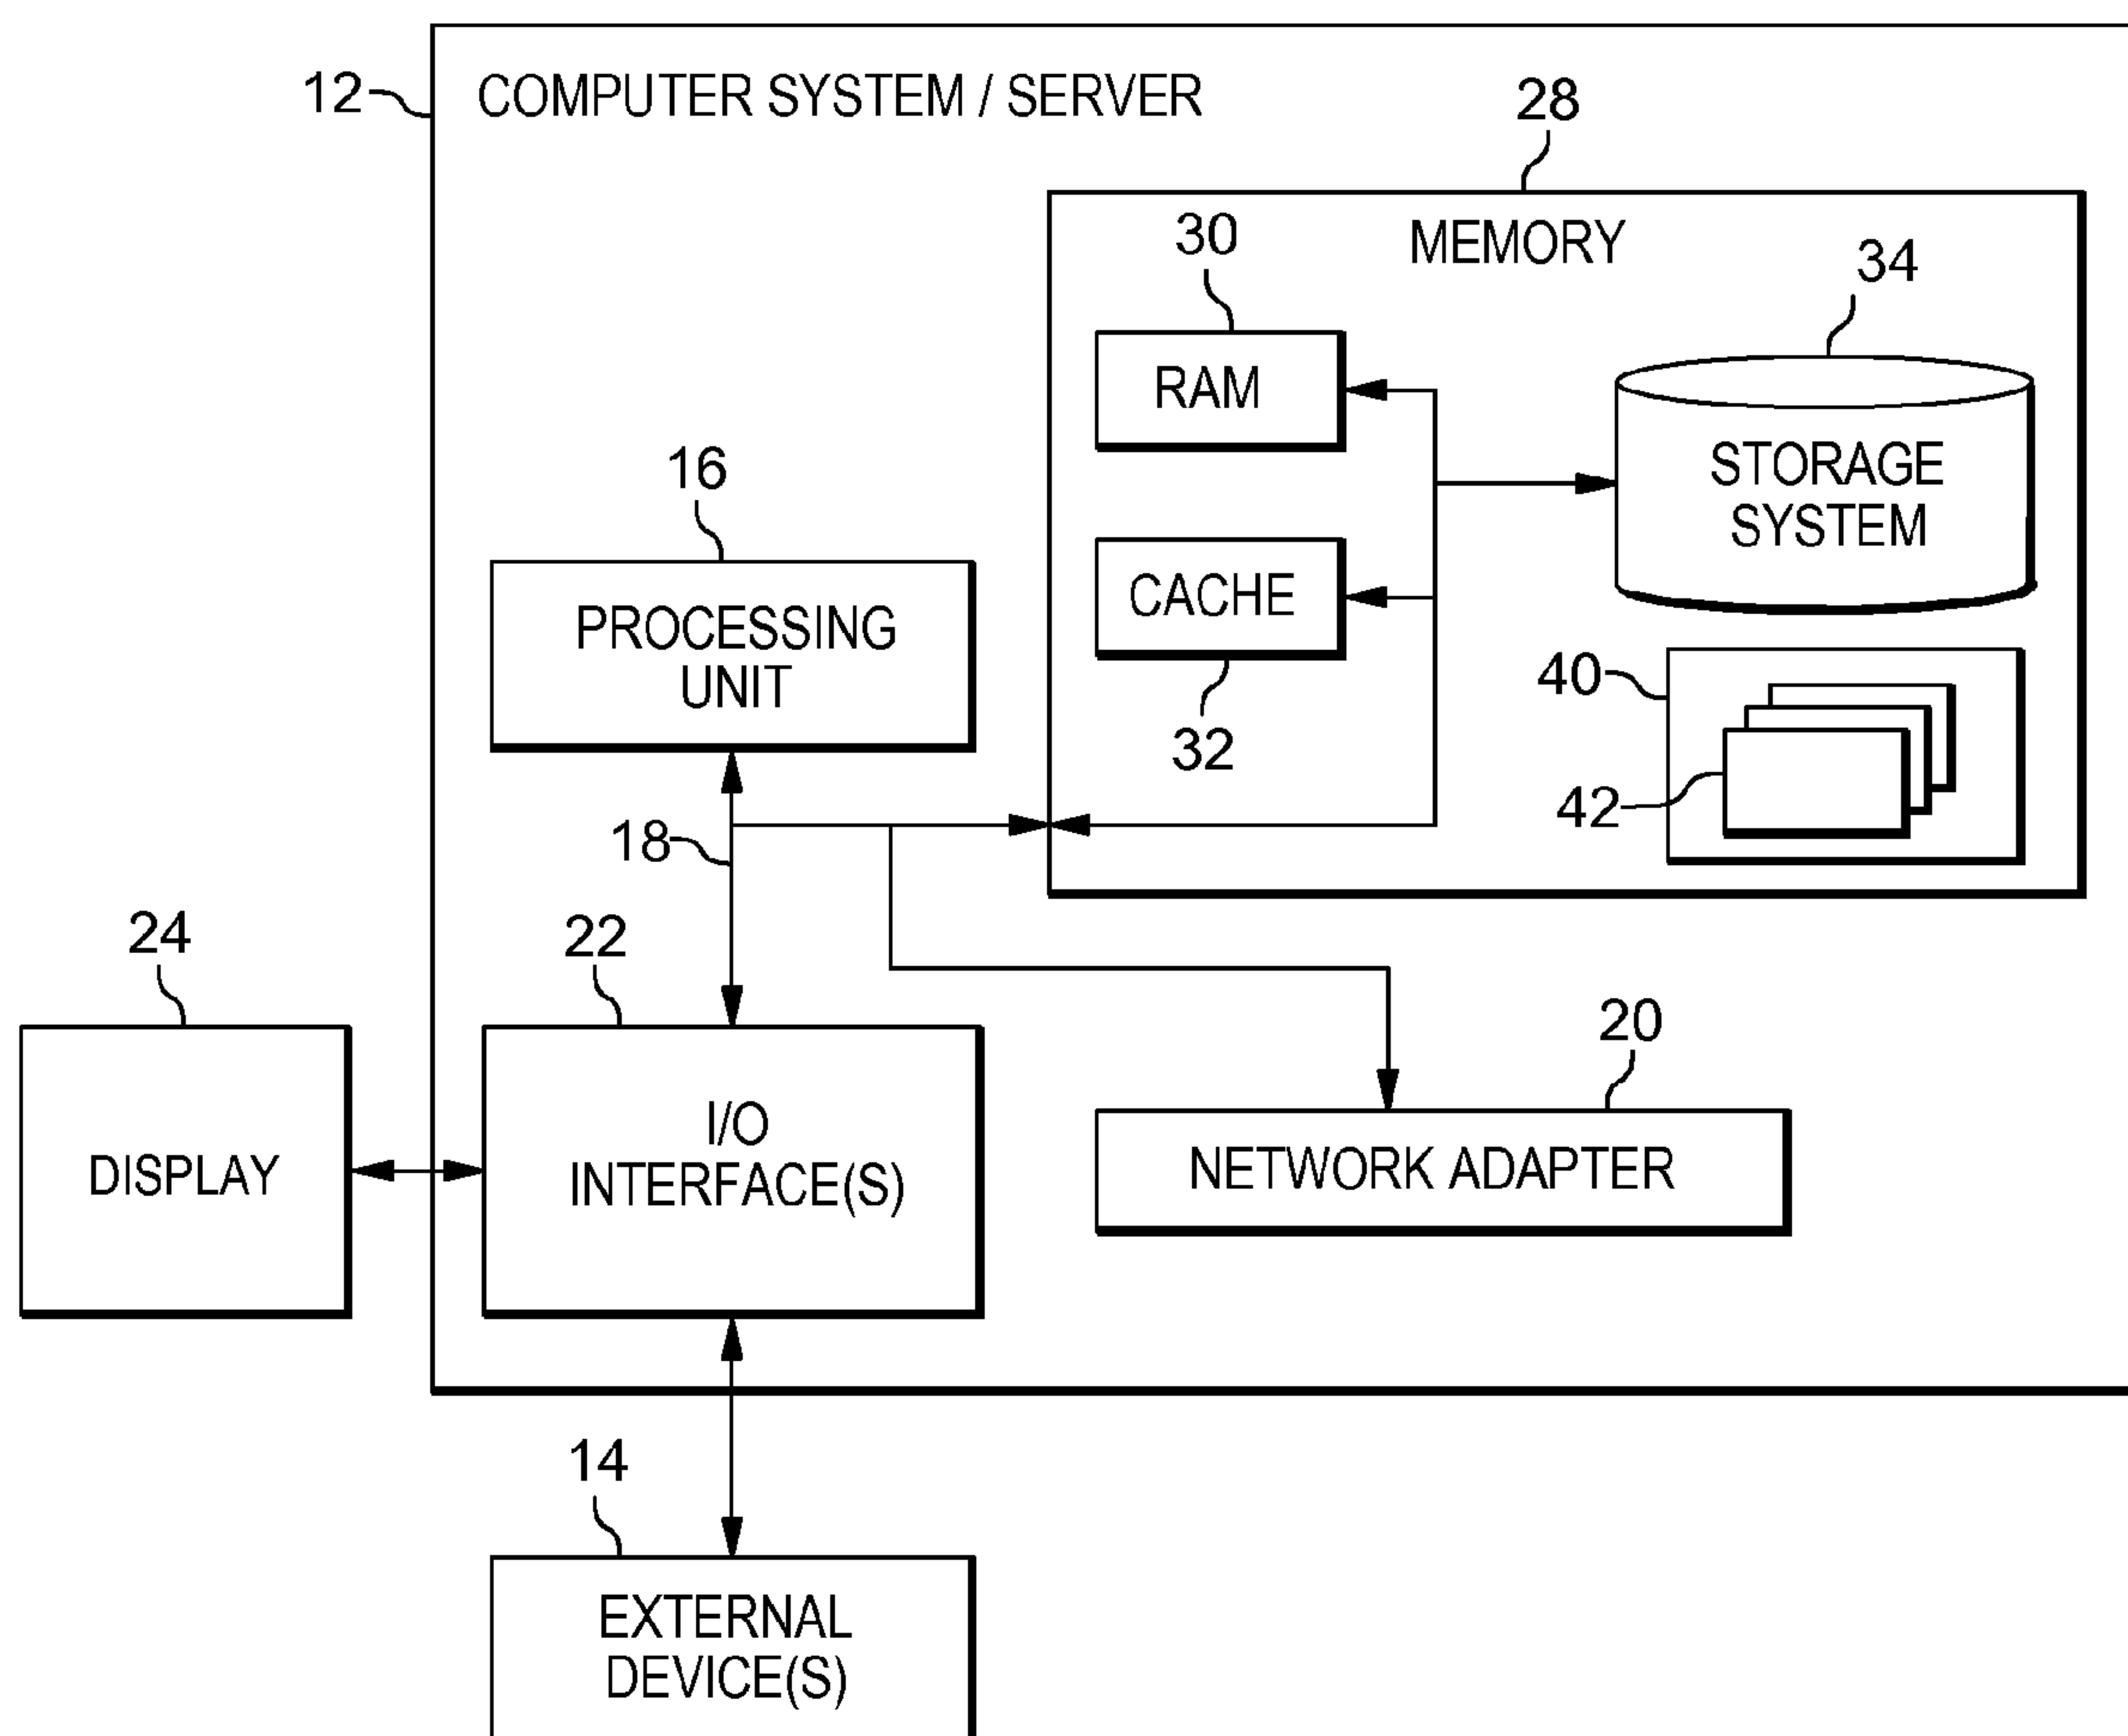 12
COMPUTER SYSTEM / SERVER
28
MEMORY
30
34
RAM
STORAGE
SYSTEM
16
PROCESSING
UNIT
CACHE
32
40
42
18
24
22
20
DISPLAY
I/O
INTERFACE(S)
NETWORK ADAPTER
14
EXTERNAL
DEVICE(S)